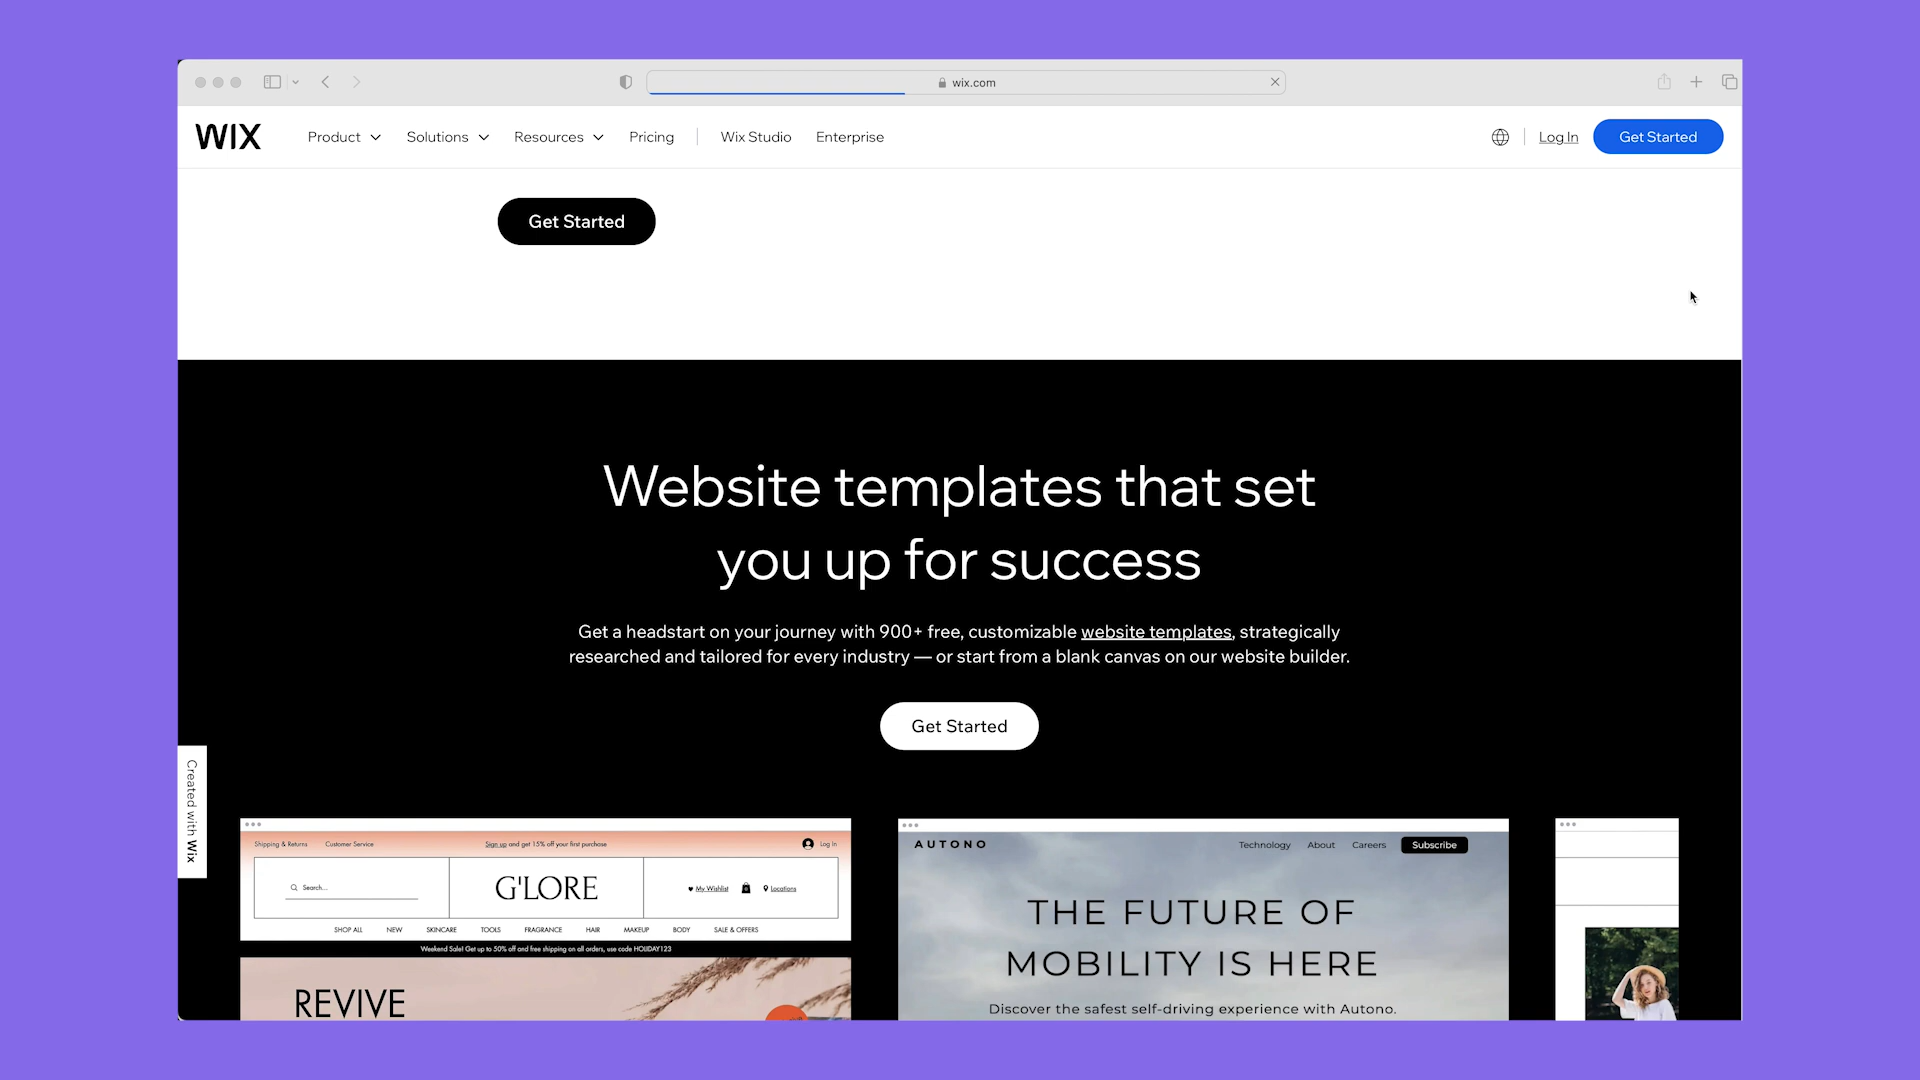 wix.com
WIX
Product
Solutions
Resources
Pricing
Wix Studio
Enterprise
Log In
Get Started
Get Started
Website templates that set
you up for success
Get a headstart on your journey with 900+ free, customizable website templates, strategically
researched and tailored for every industry — or start from a blank canvas on our website builder.
Get Started
Created with Wix
Shipping & Returns
Customer Service
Sign up and get 15% off your first purchase
Log In
Search...
G'LORE
My Wishlist
Locations
SHOP ALL
NEW
SKINCARE
TOOLS
FRAGRANCE
HAIR
MAKEUP
BODY
SALE & OFFERS
Weekend Sale! Get up to 50% off and free shipping on all orders, use code HOLIDAY123
REVIVE
AUTONO
Technology
About
Careers
Subscribe
THE FUTURE OF
MOBILITY IS HERE
Discover the safest self-driving experience with Autono.